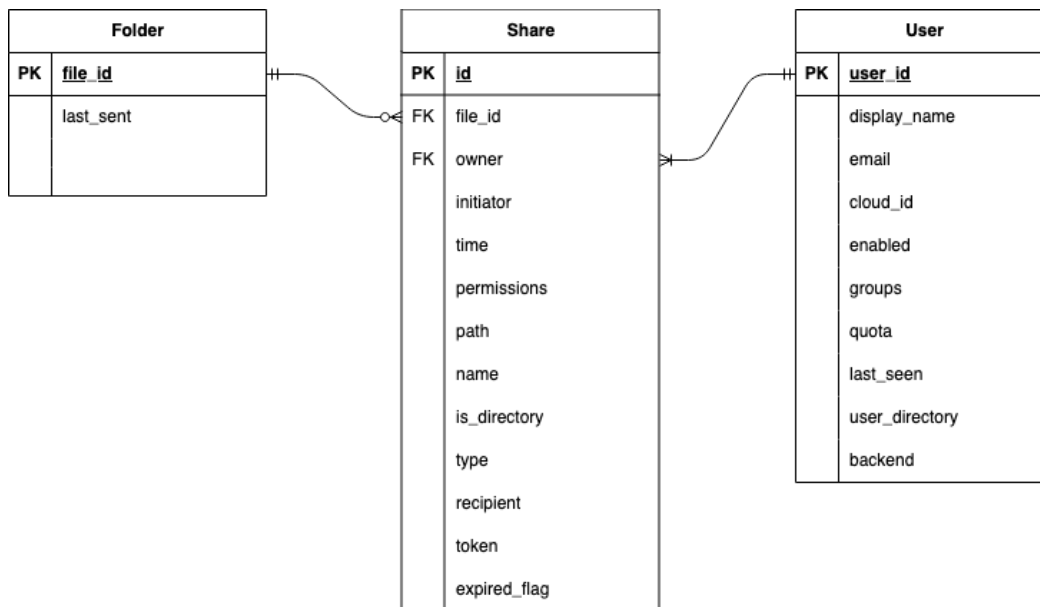 Folder
PK file_id
last_sent
Share
PK id
FK file_id
FK owner
initiator
time
permissions
path
name
is_directory
type
recipient
token
expired_flag
User
PK user_id
display_name
email
cloud_id
enabled
groups
quota
last_seen
user_directory
backend